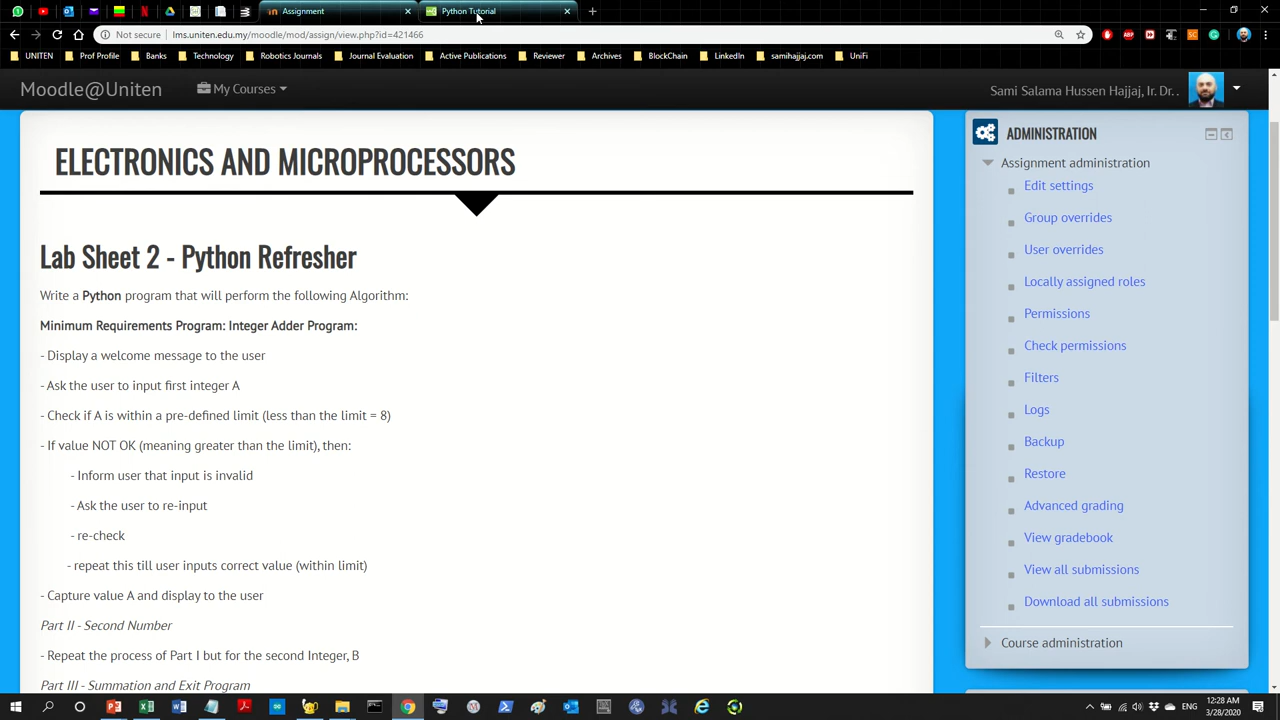 Assignment
Python Tutorial
Not secure
lms.uniten.edu.my/moodle/mod/assign/view.php?id=421466
UNITEN
Prof Profile
Banks
Technology
Robotics Journals
Journal Evaluation
Active Publications
Reviewer
Archives
BlockChain
LinkedIn
samihajjaj.com
UniFi
Moodle@Uniten
My Courses
Sami Salama Hussen Hajjaj, Ir. Dr. .
ELECTRONICS AND MICROPROCESSORS
Lab Sheet 2 - Python Refresher
Write a Python program that will perform the following Algorithm:
Minimum Requirements Program: Integer Adder Program:
- Display a welcome message to the user
- Ask the user to input first integer A
- Check if A is within a pre-defined limit (less than the limit = 8)
- If value NOT OK (meaning greater than the limit), then:
- Inform user that input is invalid
- Ask the user to re-input
- re-check
- repeat this till user inputs correct value (within limit)
- Capture value A and display to the user
Part II - Second Number
- Repeat the process of Part I but for the second Integer, B
Part III - Summation and Exit Program
ADMINISTRATION
Assignment administration
Edit settings
Group overrides
User overrides
Locally assigned roles
Permissions
Check permissions
Filters
Logs
Backup
Restore
Advanced grading
View gradebook
View all submissions
Download all submissions
Course administration
ENG
12:28 AM
3/28/2020